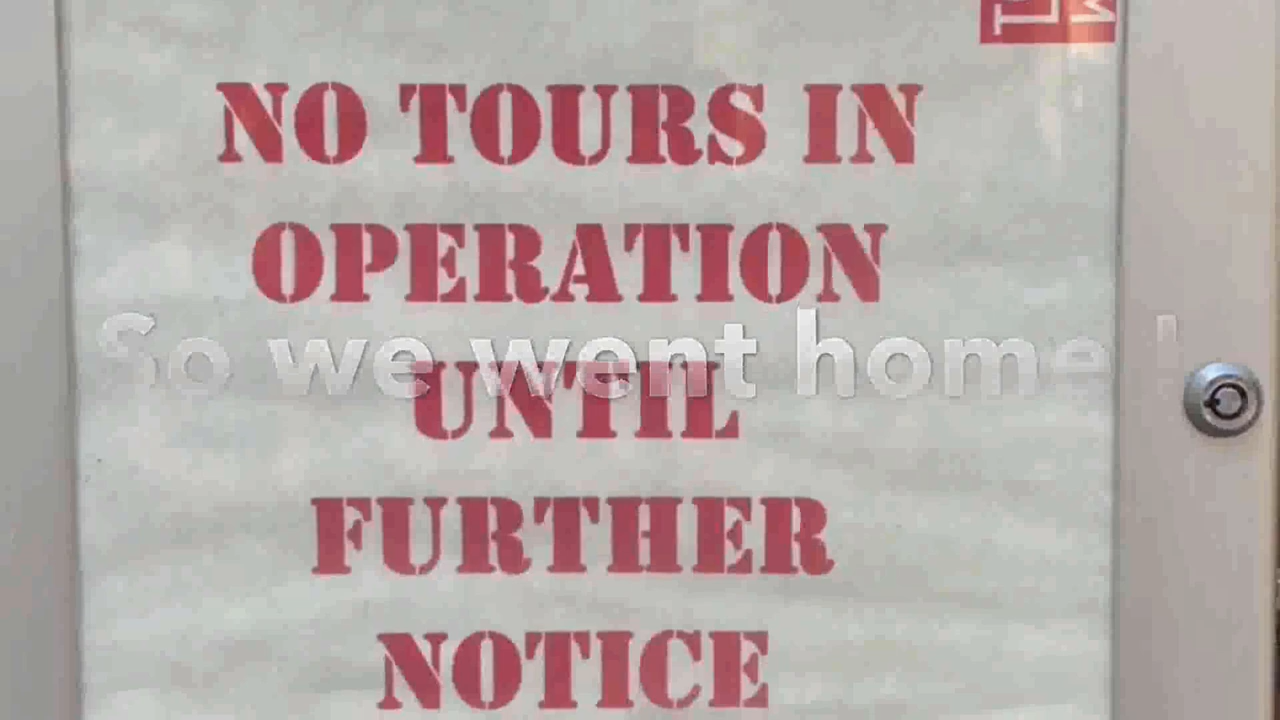 NO TOURS IN
OPERATION
So we went home
UNTIL
FURTHER
NOTICE